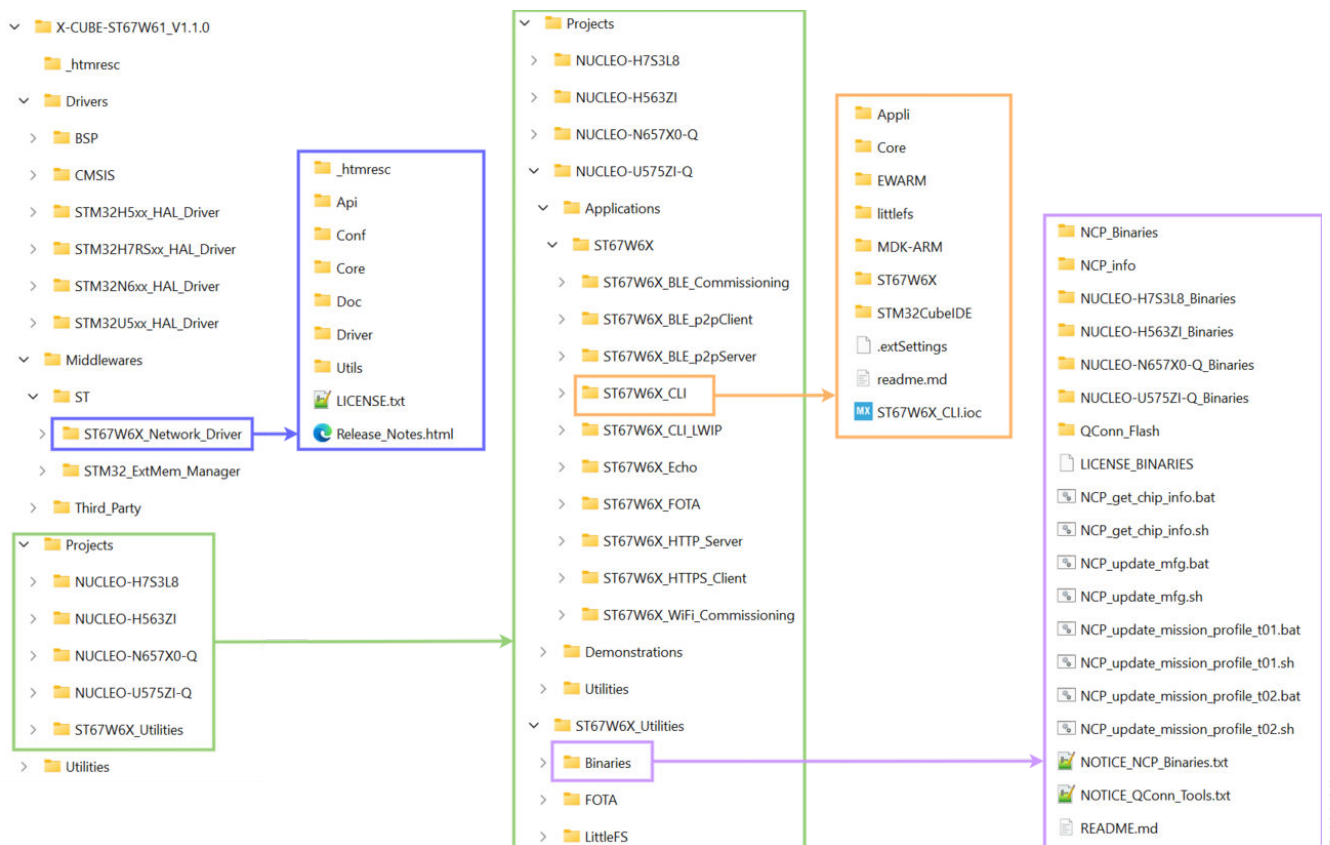 X-CUBE-ST67W61_V1.1.0
_htmresc
Drivers
BSP
CMSIS
STM32H5xx_HAL_Driver
STM32H7RSxx_HAL_Driver
STM32N6xx_HAL_Driver
STM32U5xx_HAL_Driver
Middlewares
ST
ST67W6X_Network_Driver
STM32_ExtMem_Manager
Third_Party
Projects
NUCLEO-H7S3L8
NUCLEO-H563ZI
NUCLEO-N657X0-Q
NUCLEO-U575ZI-Q
ST67W6X_Utilities
Utilities
_htmresc
Api
Conf
Core
Doc
Driver
Utils
LICENSE.txt
Release_Notes.html
Projects
NUCLEO-H7S3L8
NUCLEO-H563ZI
NUCLEO-N657X0-Q
NUCLEO-U575ZI-Q
Applications
ST67W6X
ST67W6X_BLE_Commissioning
ST67W6X_BLE_p2pClient
ST67W6X_BLE_p2pServer
ST67W6X_CLI
ST67W6X_CLI_LWIP
ST67W6X_Echo
ST67W6X_FOTA
ST67W6X_HTTP_Server
ST67W6X_HTTPS_Client
ST67W6X_WiFi_Commissioning
Demonstrations
Utilities
ST67W6X_Utilities
Binaries
FOTA
LittleFS
Appli
Core
EWARM
littlefs
MDK-ARM
ST67W6X
STM32CubeIDE
.extSettings
readme.md
MX ST67W6X_CLI.ioc
NCP_Binaries
NCP_info
NUCLEO-H7S3L8_Binaries
NUCLEO-H563ZI_Binaries
NUCLEO-N657X0-Q_Binaries
NUCLEO-U575ZI-Q_Binaries
QConn_Flash
LICENSE_BINARIES
NCP_get_chip_info.bat
NCP_get_chip_info.sh
NCP_update_mfg.bat
NCP_update_mfg.sh
NCP_update_mission_profile_t01.bat
NCP_update_mission_profile_t01.sh
NCP_update_mission_profile_t02.bat
NCP_update_mission_profile_t02.sh
NOTICE_NCP_Binaries.txt
NOTICE_QConn_Tools.txt
README.md